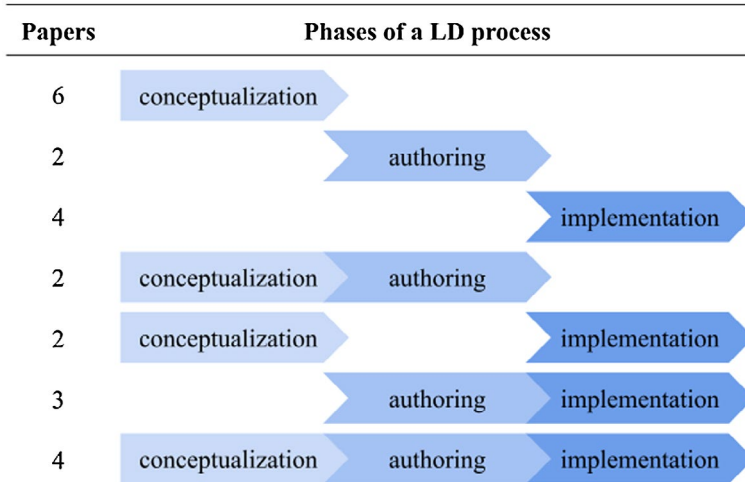 Papers Phases of a LD process
6 conceptualization
2 authoring
4 implementation
2 conceptualization authoring
2 conceptualization implementation
3 authoring implementation
4 conceptualization authoring implementation